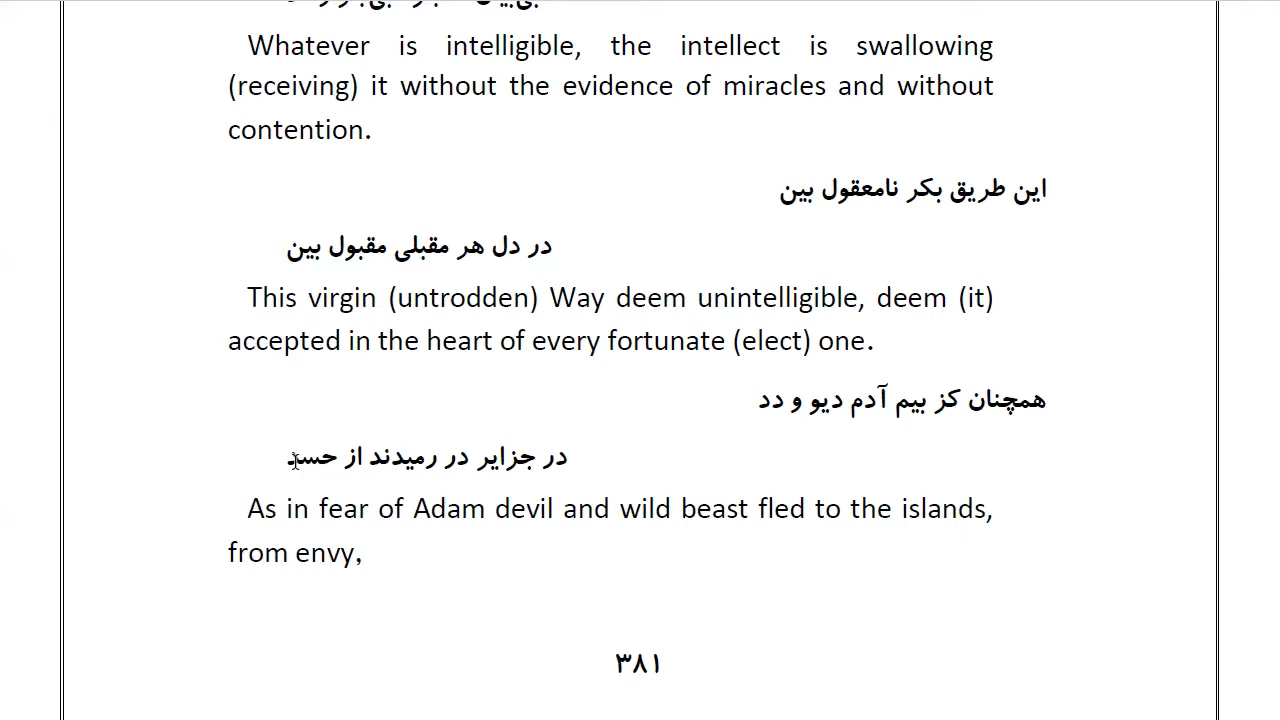 Whatever is intelligible, the intellect is swallowing
(receiving) it without the evidence of miracles and without
contention.
این طریق بکر نامعقول بین
در دل هر مقبلی مقبول بین
This virgin (untrodden) Way deem unintelligible, deem (it)
accepted in the heart of every fortunate (elect) one.
همچنان کز بیم آدم دیو و دد
در جزایر در رمیدند از حسد
As in fear of Adam devil and wild beast fled to the islands,
from envy,
۳۸۱